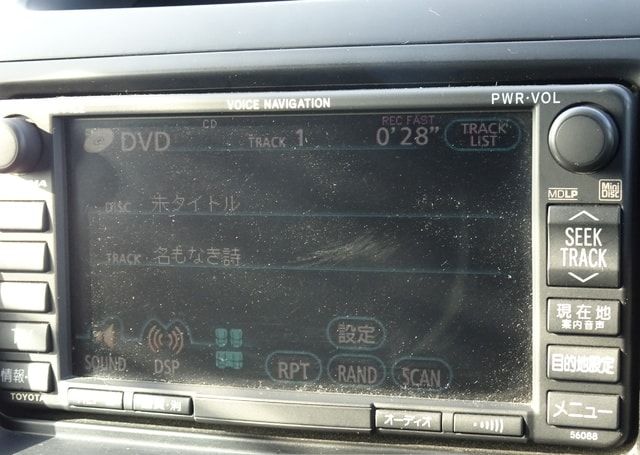 VOICE NAVIGATION
PWR·VOL
DVD
CD
TRACK 1
REC FAST
0'28"
TRACK LIST
DISC 未タイトル
TRACK 名もなき詩
SOUND
DSP
設定
RPT
RAND
SCAN
MDLP
Mini Disc
SEEK
TRACK
現在地
案内音声
目的地設定
メニュー
56088
情報
TOYOTA
オーディオ